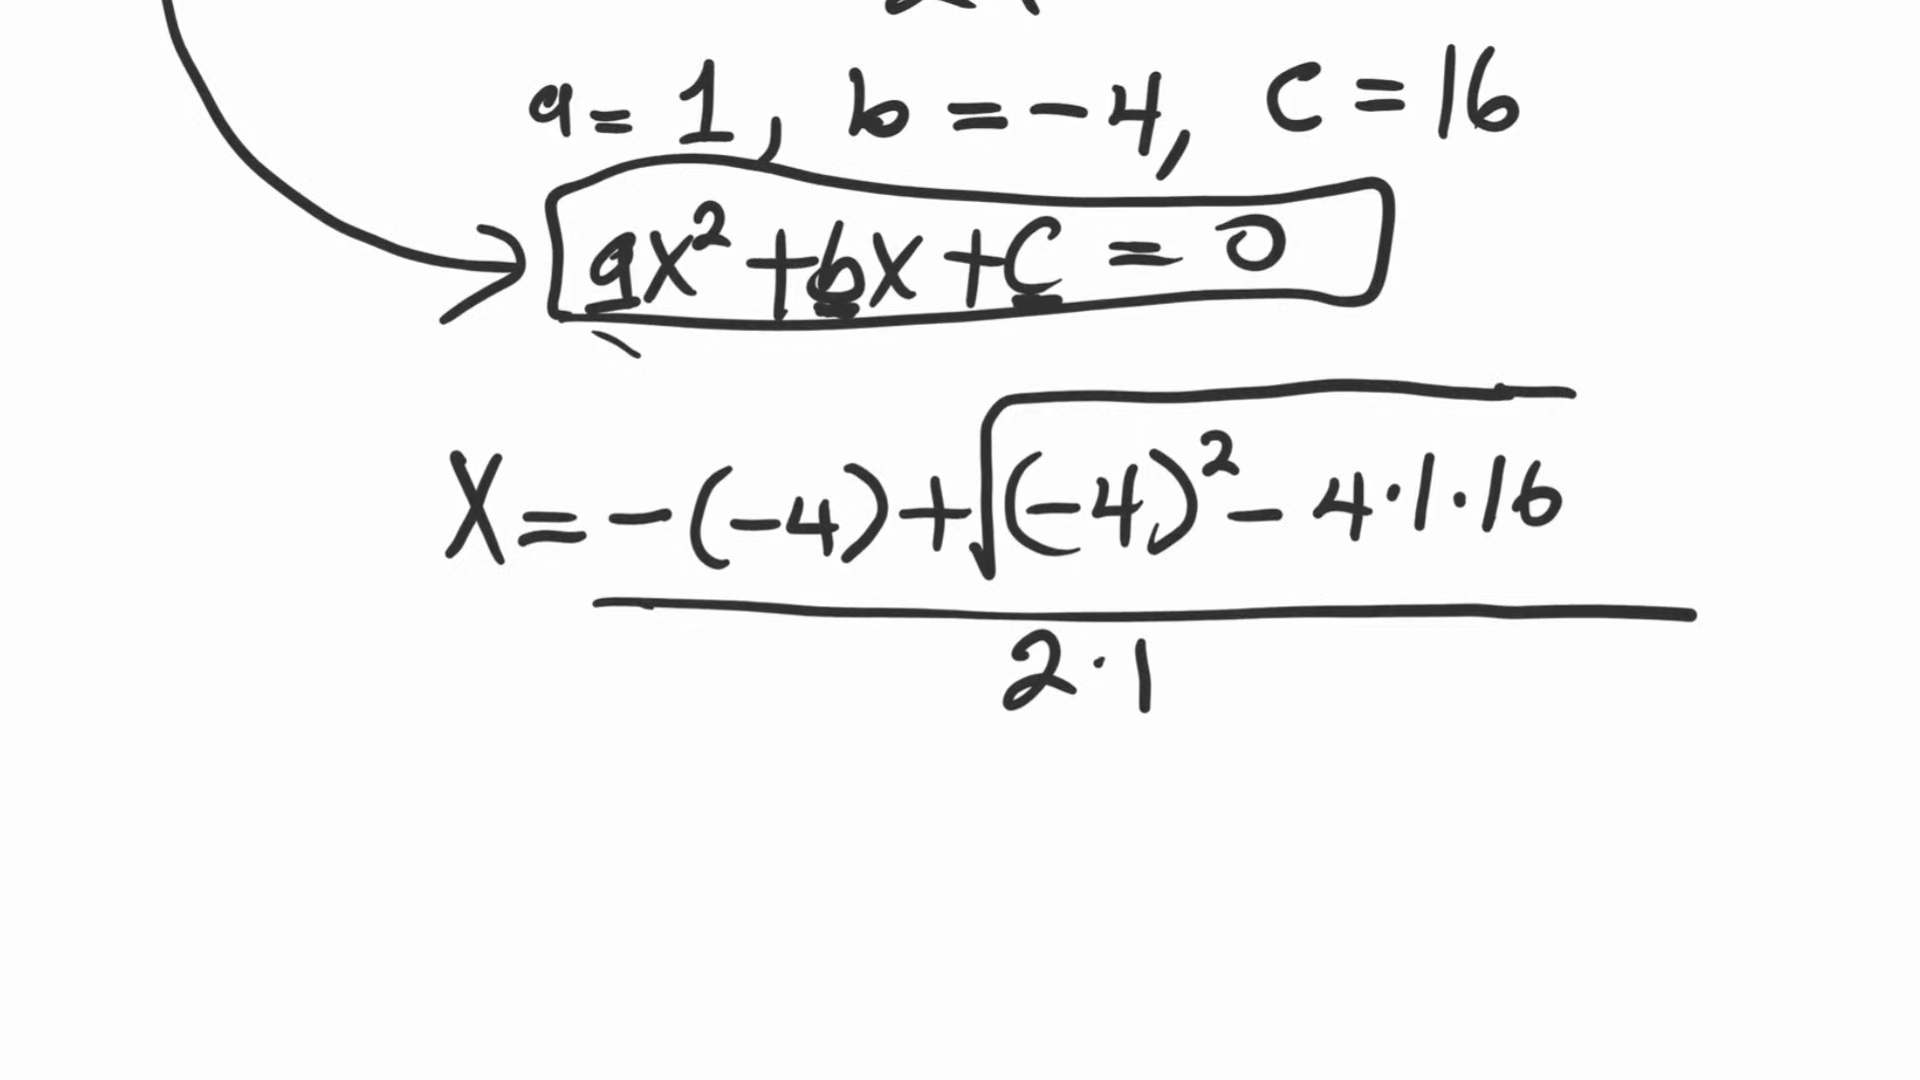 a = 1, b = -4, c = 16
ax² + bx + c = 0
X = -(-4) + √(-4)² - 4·1·16
2·1